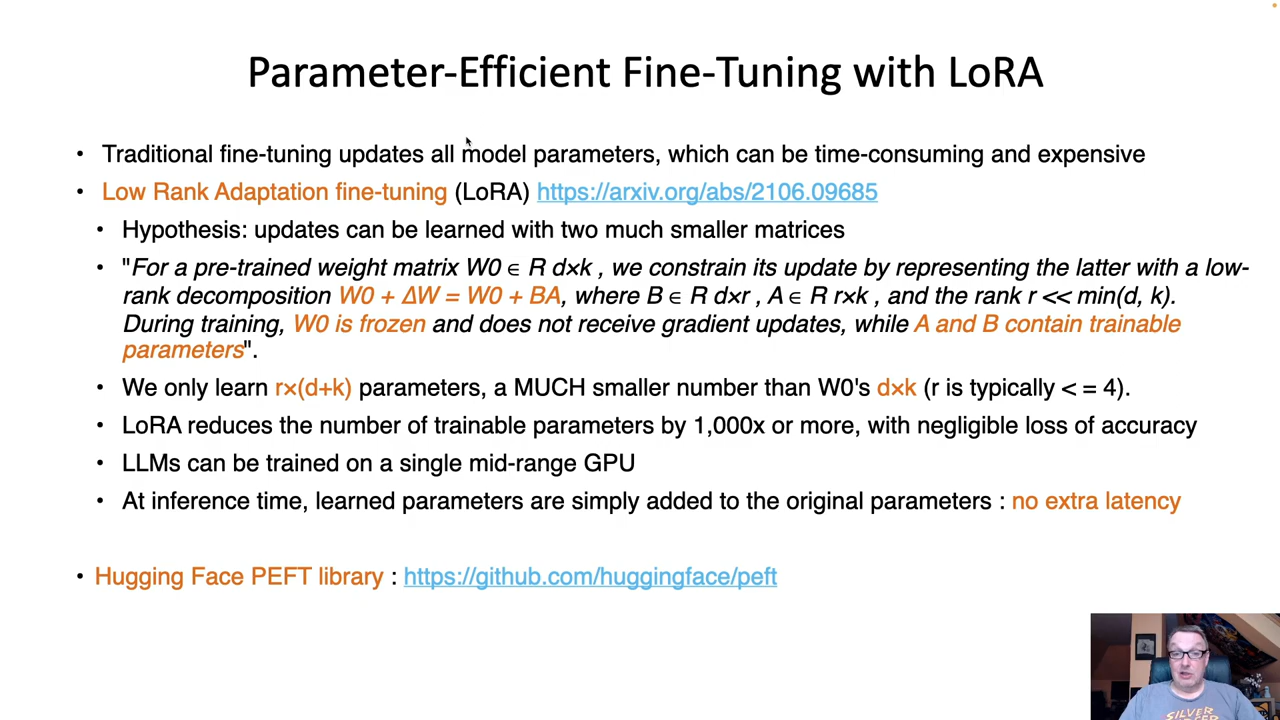 Parameter-Efficient Fine-Tuning with LoRA
• Traditional fine-tuning updates all model parameters, which can be time-consuming and expensive
• Low Rank Adaptation fine-tuning (LoRA) https://arxiv.org/abs/2106.09685
• Hypothesis: updates can be learned with two much smaller matrices
• "For a pre-trained weight matrix W0 ∈ R d×k , we constrain its update by representing the latter with a low-
rank decomposition W0 + ΔW = W0 + BA, where B ∈ R d×r , A ∈ R r×k , and the rank r << min(d, k).
During training, W0 is frozen and does not receive gradient updates, while A and B contain trainable
parameters".
• We only learn r×(d+k) parameters, a MUCH smaller number than W0's d×k (r is typically < = 4).
• LoRA reduces the number of trainable parameters by 1,000x or more, with negligible loss of accuracy
• LLMs can be trained on a single mid-range GPU
• At inference time, learned parameters are simply added to the original parameters : no extra latency
• Hugging Face PEFT library : https://github.com/huggingface/peft
SILVER